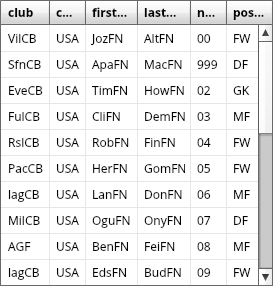 club c... first... last... n... pos...
VilCB USA JozFN AltFN 00 FW
SfnCB USA ApaFN MacFN 999 DF
EveCB USA TimFN HowFN 02 GK
FulCB USA CliFN DemFN 03 MF
RslCB USA RobFN FinFN 04 FW
PacCB USA HerFN GomFN 05 FW
lagCB USA LanFN DonFN 06 MF
MilCB USA OguFN OnyFN 07 DF
AGF USA BenFN FeiFN 08 MF
lagCB USA EdsFN BudFN 09 FW